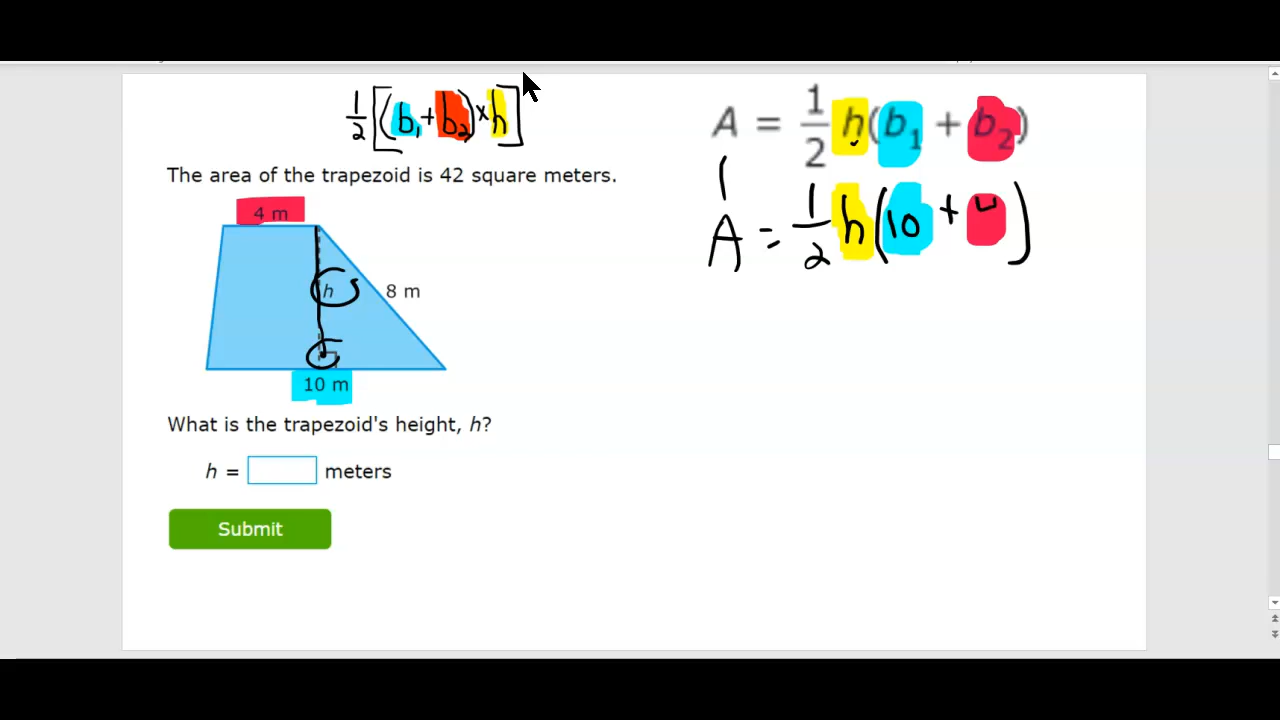 1/2 [(b₁ + b₂) × h]
The area of the trapezoid is 42 square meters.
4 m
h
8 m
10 m
What is the trapezoid's height, h?
h = meters
Submit
A = 1/2 h(b₁ + b₂)
A = 1/2 h(10 + 4)